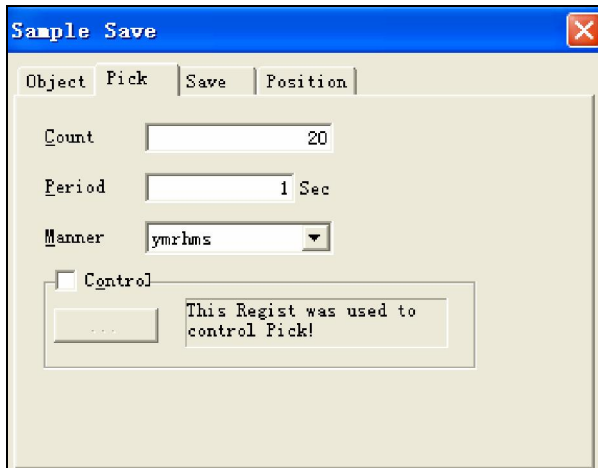 Sample Save
Object Pick Save Position
Count 20
Period 1 Sec
Manner ymrhms
Control
... This Regist was used to
control Pick!